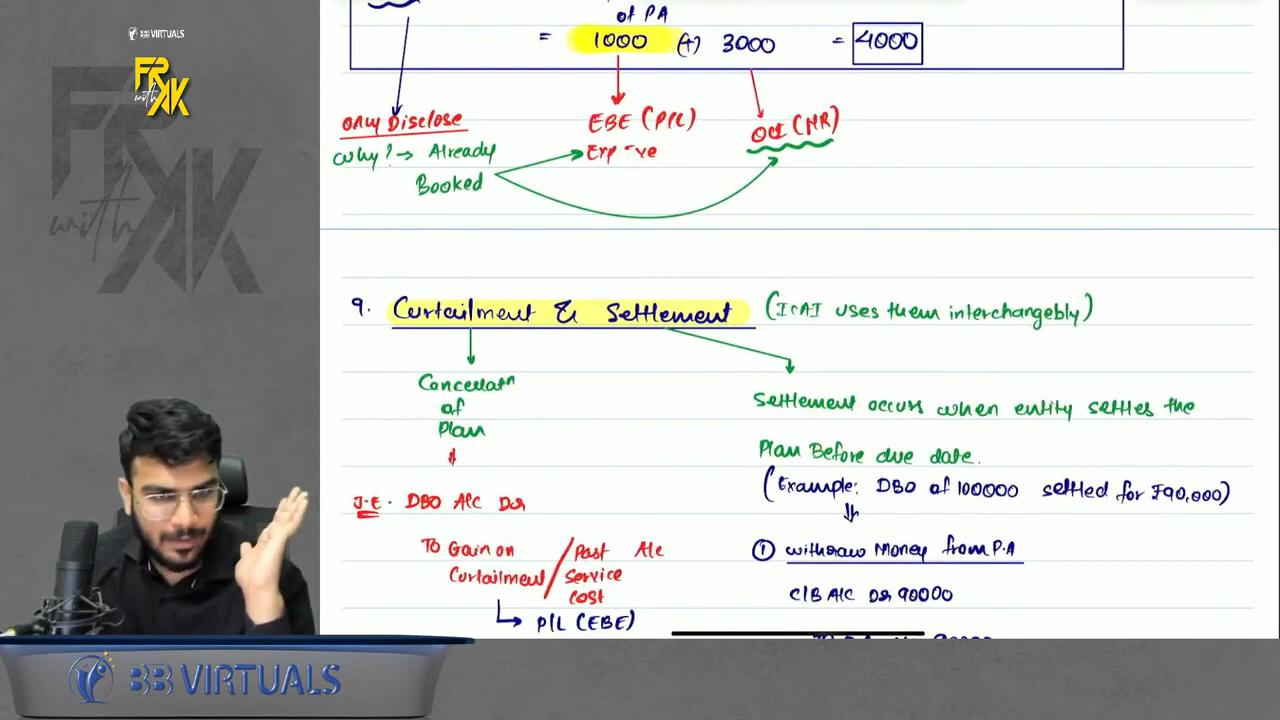 BB VIRTUALS
FR
with
AK
of PA
= 1000 (+) 3000 = 4000
only Disclose
EBE (P/L)
OCI (NR)
Why? → Already
Booked
Exp -ve
9. Curtailment & Settlement (ICAI uses them interchangebly)
Cancellatn
of
Plan
Settlement occurs when entity settles the
Plan Before due date.
(Example: DBO of 100000 settled for ₹90,000)
J.E. DBO A/c Dr
① withdraw Money from P.A
To Gain on
Curtailment / Past
Service
Cost A/c
C/B A/C Dr 90000
P/L (EBE)
BB VIRTUALS